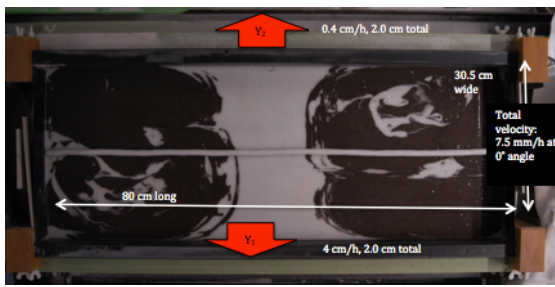 Y2
0.4 cm/h, 2.0 cm total
30.5 cm
wide
Total
velocity:
7.5 mm/h at
0° angle
80 cm long
Y1
4 cm/h, 2.0 cm total